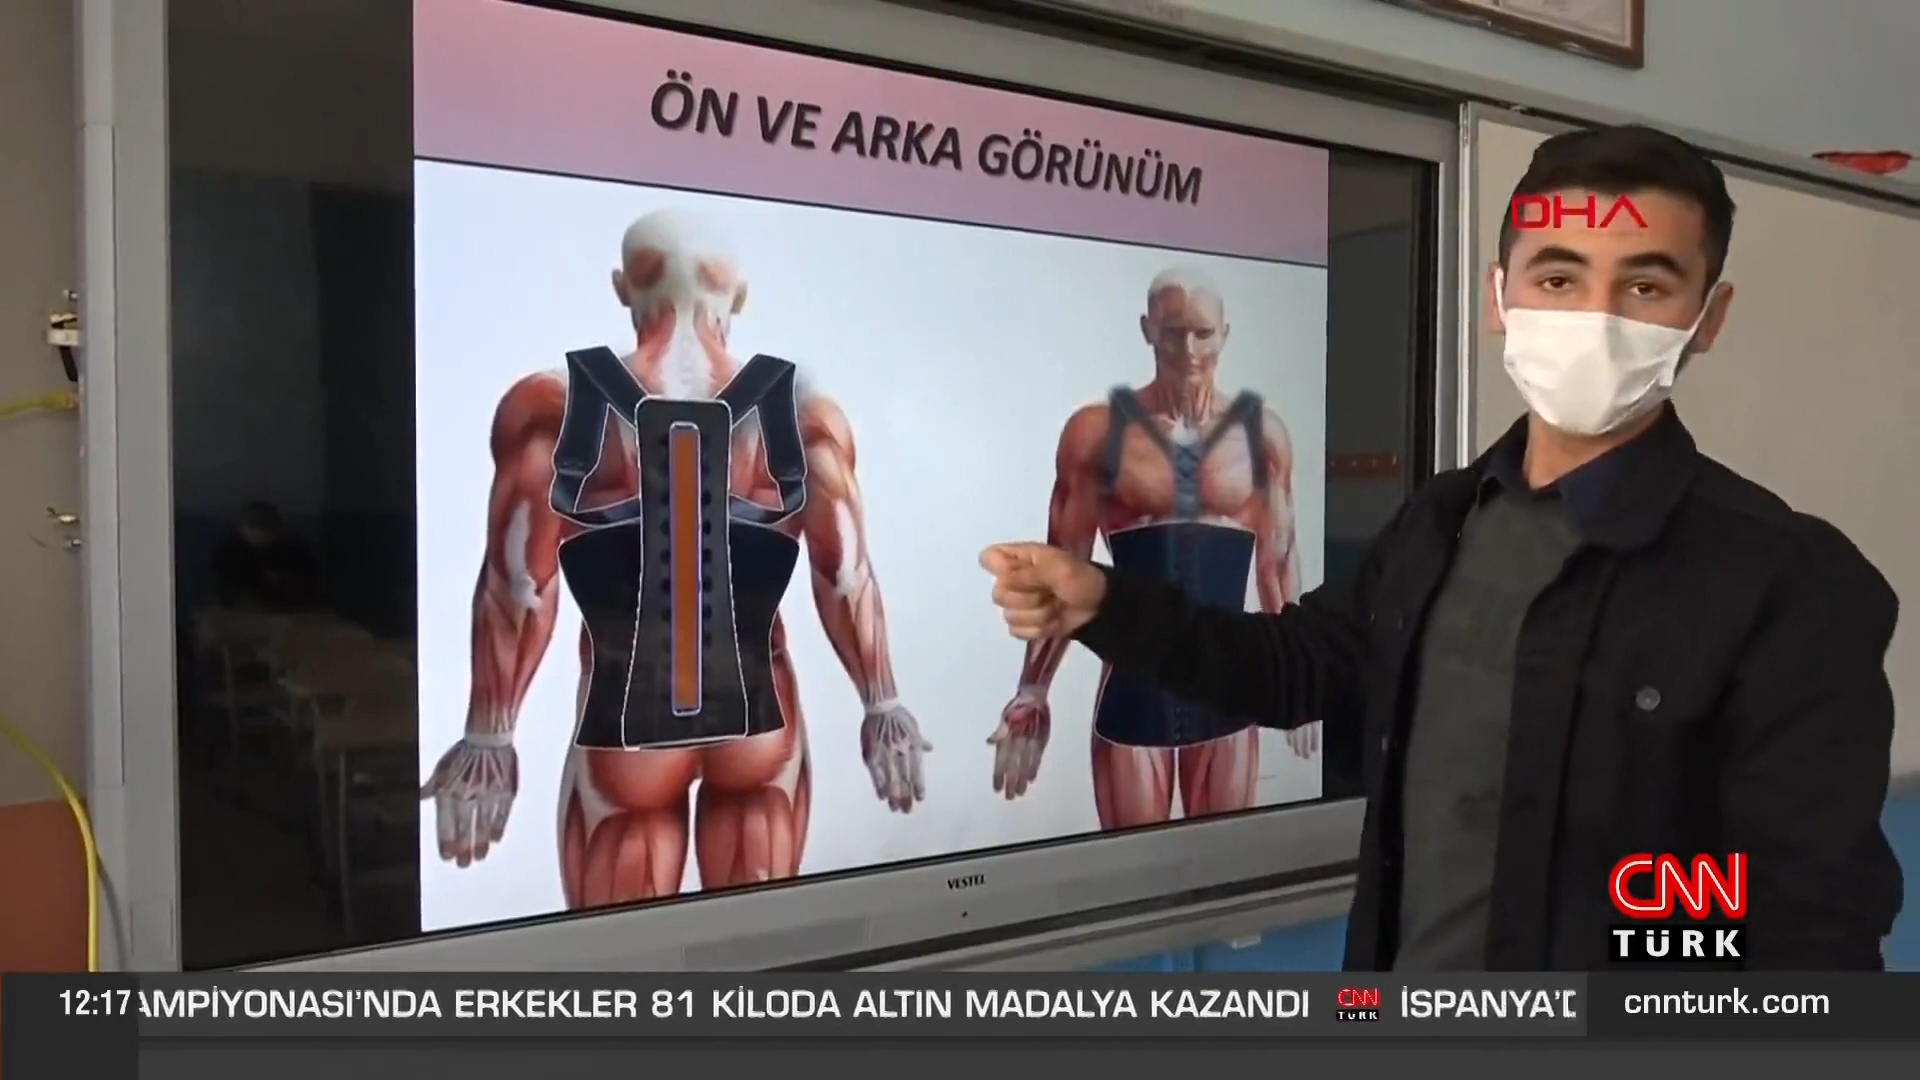 ÖN VE ARKA GÖRÜNÜM
DHA
VESTEL
CNN
TÜRK
12:17
AMPİYONASI'NDA ERKEKLER 81 KİLODA ALTIN MADALYA KAZANDI CNN TÜRK İSPANYA'D
cnnturk.com